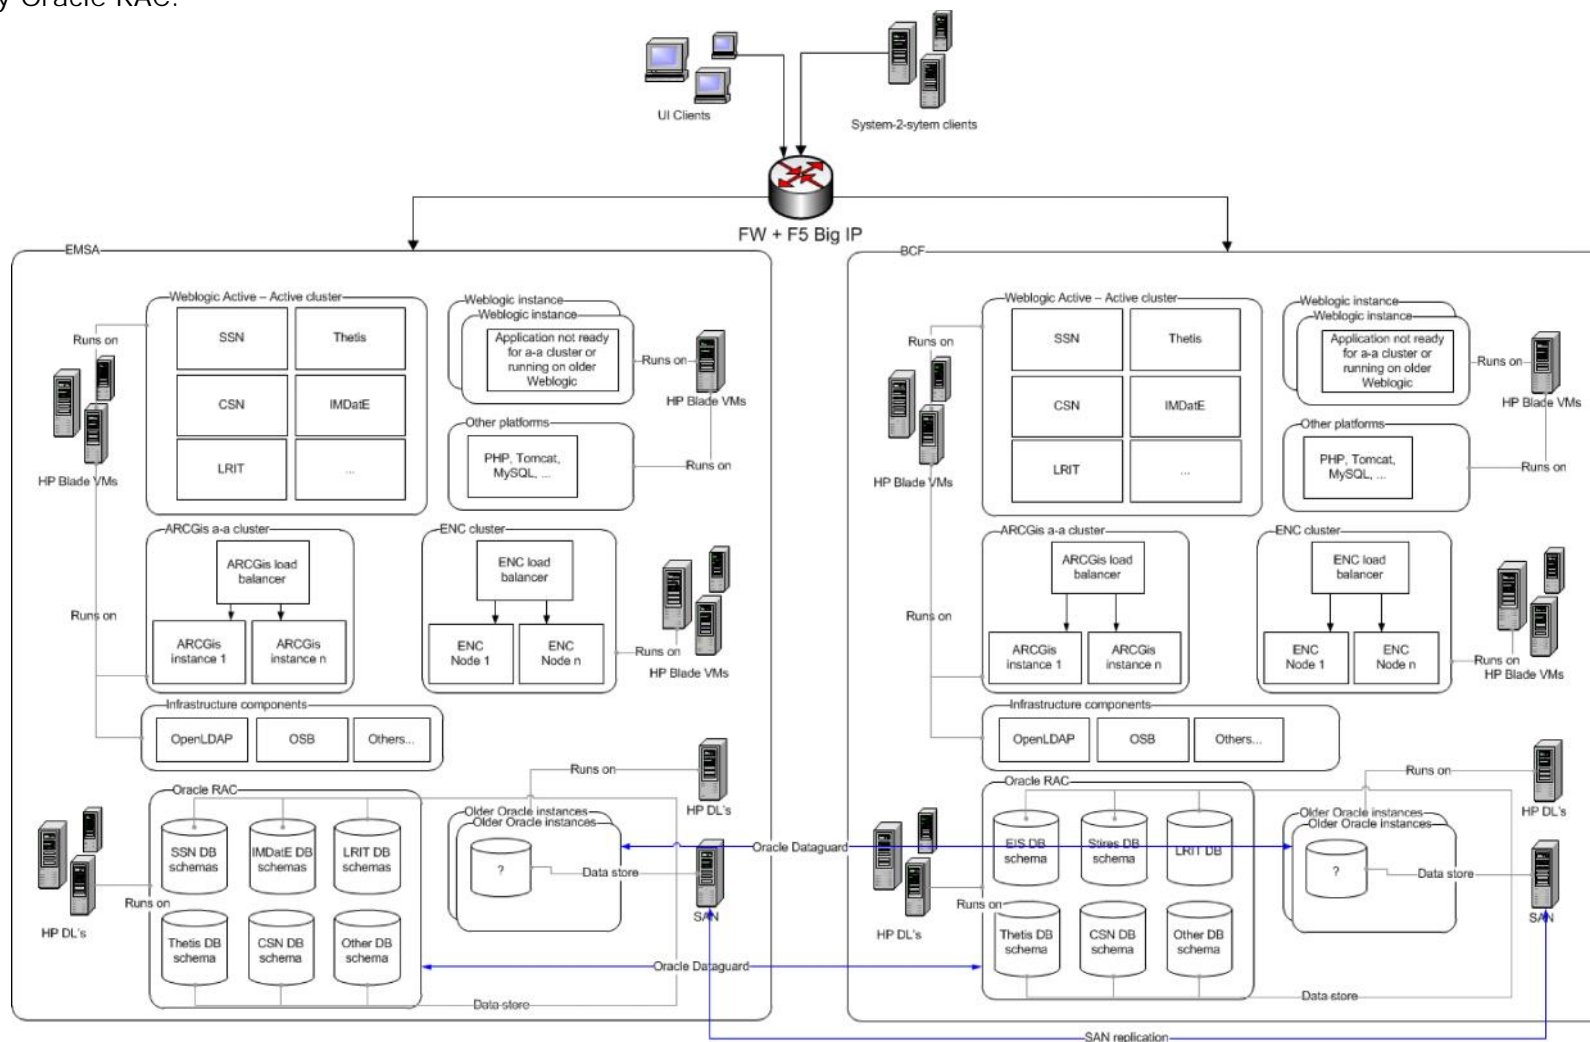 y Oracle RAC.
UI Clients
System-2-sytem clients
FW + F5 Big IP
EMSA
Weblogic Active – Active cluster
SSN
Thetis
CSN
IMDatE
LRIT
...
Runs on
HP Blade VMs
Weblogic instance
Weblogic instance
Application not ready
for a-a cluster or
running on older
Weblogic
Runs on
HP Blade VMs
Other platforms
PHP, Tomcat,
MySQL, ...
Runs on
ARCGis a-a cluster
ARCGis load
balancer
ARCGis
instance 1
ARCGis
instance n
Runs on
ENC cluster
ENC load
balancer
ENC
Node 1
ENC
Node n
Runs on
HP Blade VMs
Infrastructure components
OpenLDAP
OSB
Others...
Oracle RAC
SSN DB
schemas
IMDatE DB
schemas
LRIT DB
schemas
Thetis DB
schema
CSN DB
schema
Other DB
schema
Runs on
HP DL's
Older Oracle instances
Older Oracle instances
?
Runs on
HP DL's
Data store
SAN
Data store
Oracle Dataguard
Oracle Dataguard
SAN replication
BCF
Weblogic Active – Active cluster
SSN
Thetis
CSN
IMDatE
LRIT
...
Runs on
HP Blade VMs
Weblogic instance
Weblogic instance
Application not ready
for a-a cluster or
running on older
Weblogic
Runs on
HP Blade VMs
Other platforms
PHP, Tomcat,
MySQL, ...
Runs on
ARCGis a-a cluster
ARCGis load
balancer
ARCGis
instance 1
ARCGis
instance n
Runs on
ENC cluster
ENC load
balancer
ENC
Node 1
ENC
Node n
Runs on
HP Blade VMs
Infrastructure components
OpenLDAP
OSB
Others...
Oracle RAC
EIS DB
schema
Stires DB
schema
LRIT DB
Thetis DB
schema
CSN DB
schema
Other DB
schema
Runs on
HP DL's
Older Oracle instances
Older Oracle instances
?
Runs on
HP DL's
Data store
SAN
Data store